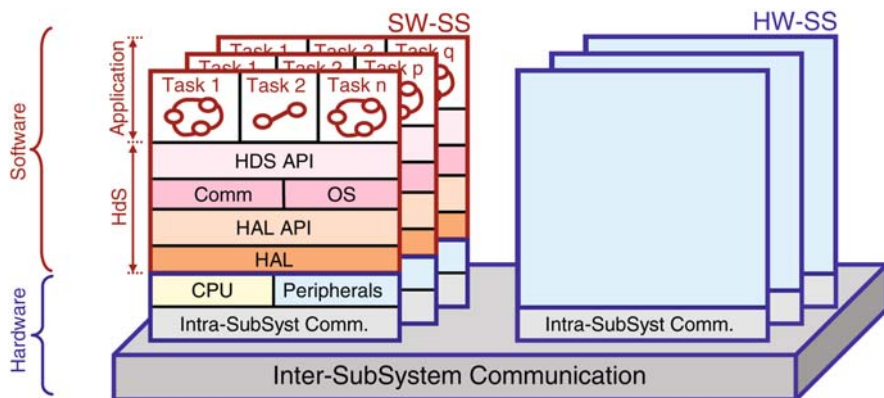 SW-SS
HW-SS
Task 1 Task 2 Task q
Task 1 Task 2 Task p
Task 1 Task 2 Task n
Application
Software
HDS API
Comm OS
HdS
HAL API
HAL
CPU Peripherals
Hardware
Intra-SubSyst Comm.
Intra-SubSyst Comm.
Inter-SubSystem Communication